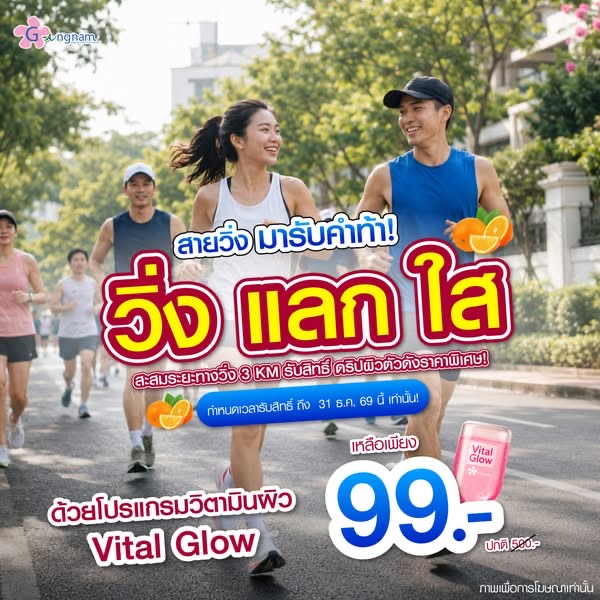 Gangnam
สายวิ่ง มารับคำท้า!
วิ่ง แลก ใส
สะสมระยะทางวิ่ง 3 KM รับสิทธิ์ ดริปผิวตัวดังราคาพิเศษ!
กำหนดเวลารับสิทธิ์ ถึง 31 ธ.ค. 69 นี้ เท่านั้น!
เหลือเพียง
99.-
Vital
Glow
ปกติ 500.-
ด้วยโปรแกรมวิตามินผิว
Vital Glow
ภาพเพื่อการโฆษณาเท่านั้น